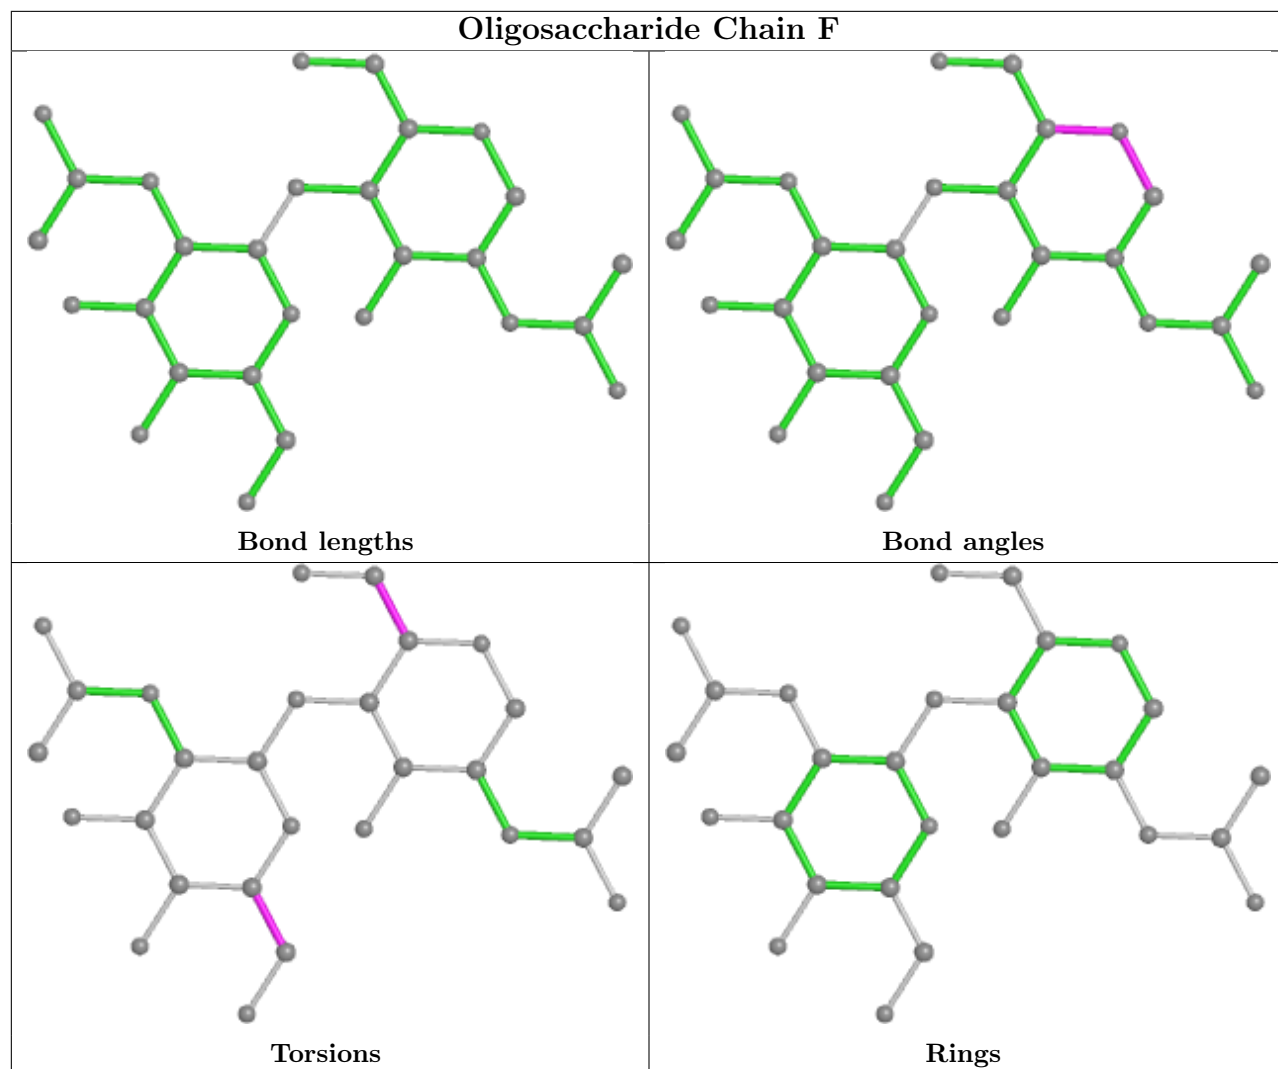 Oligosaccharide Chain F
Bond lengths
Bond angles
Torsions
Rings